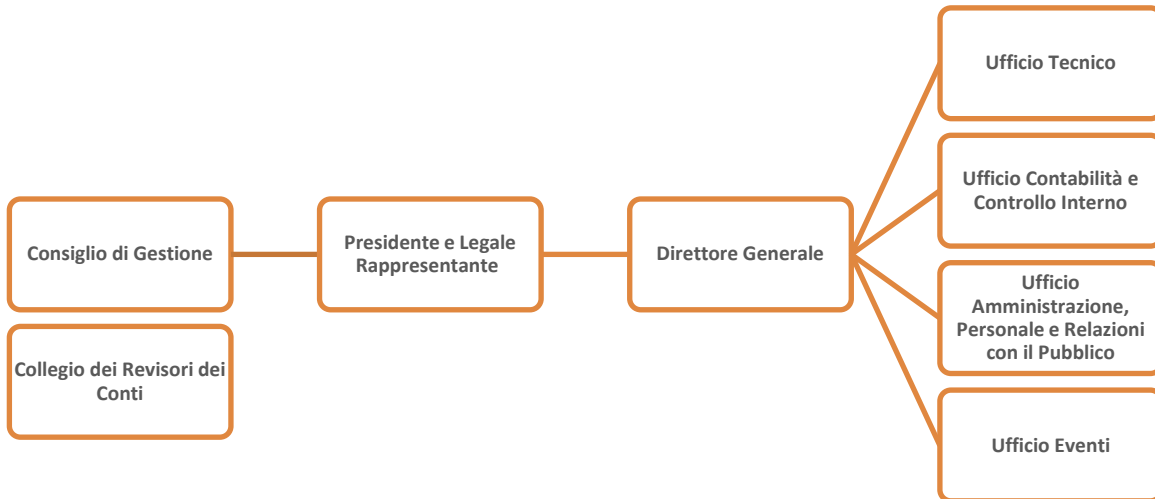 Consiglio di Gestione
Collegio dei Revisori dei
Conti
Presidente e Legale
Rappresentante
Direttore Generale
Ufficio Tecnico
Ufficio Contabilità e
Controllo Interno
Ufficio
Amministrazione,
Personale e Relazioni
con il Pubblico
Ufficio Eventi